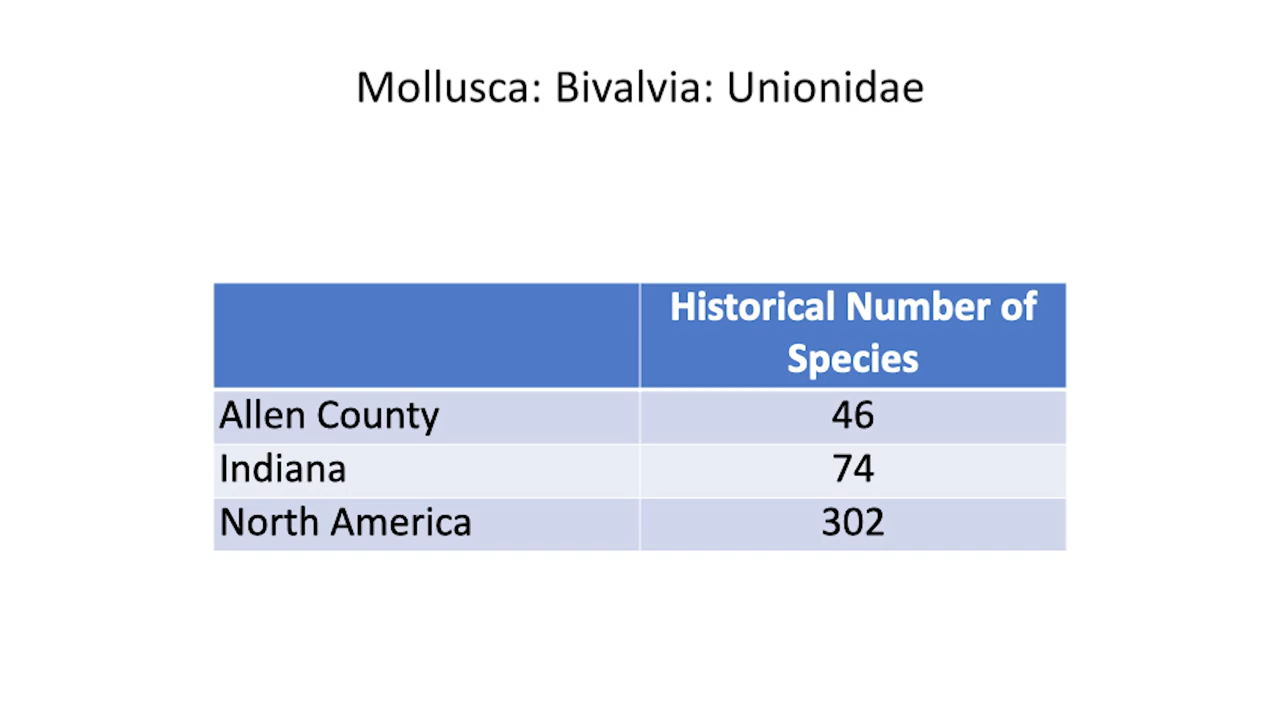 Mollusca: Bivalvia: Unionidae
Historical Number of
Species
Allen County 46
Indiana 74
North America 302